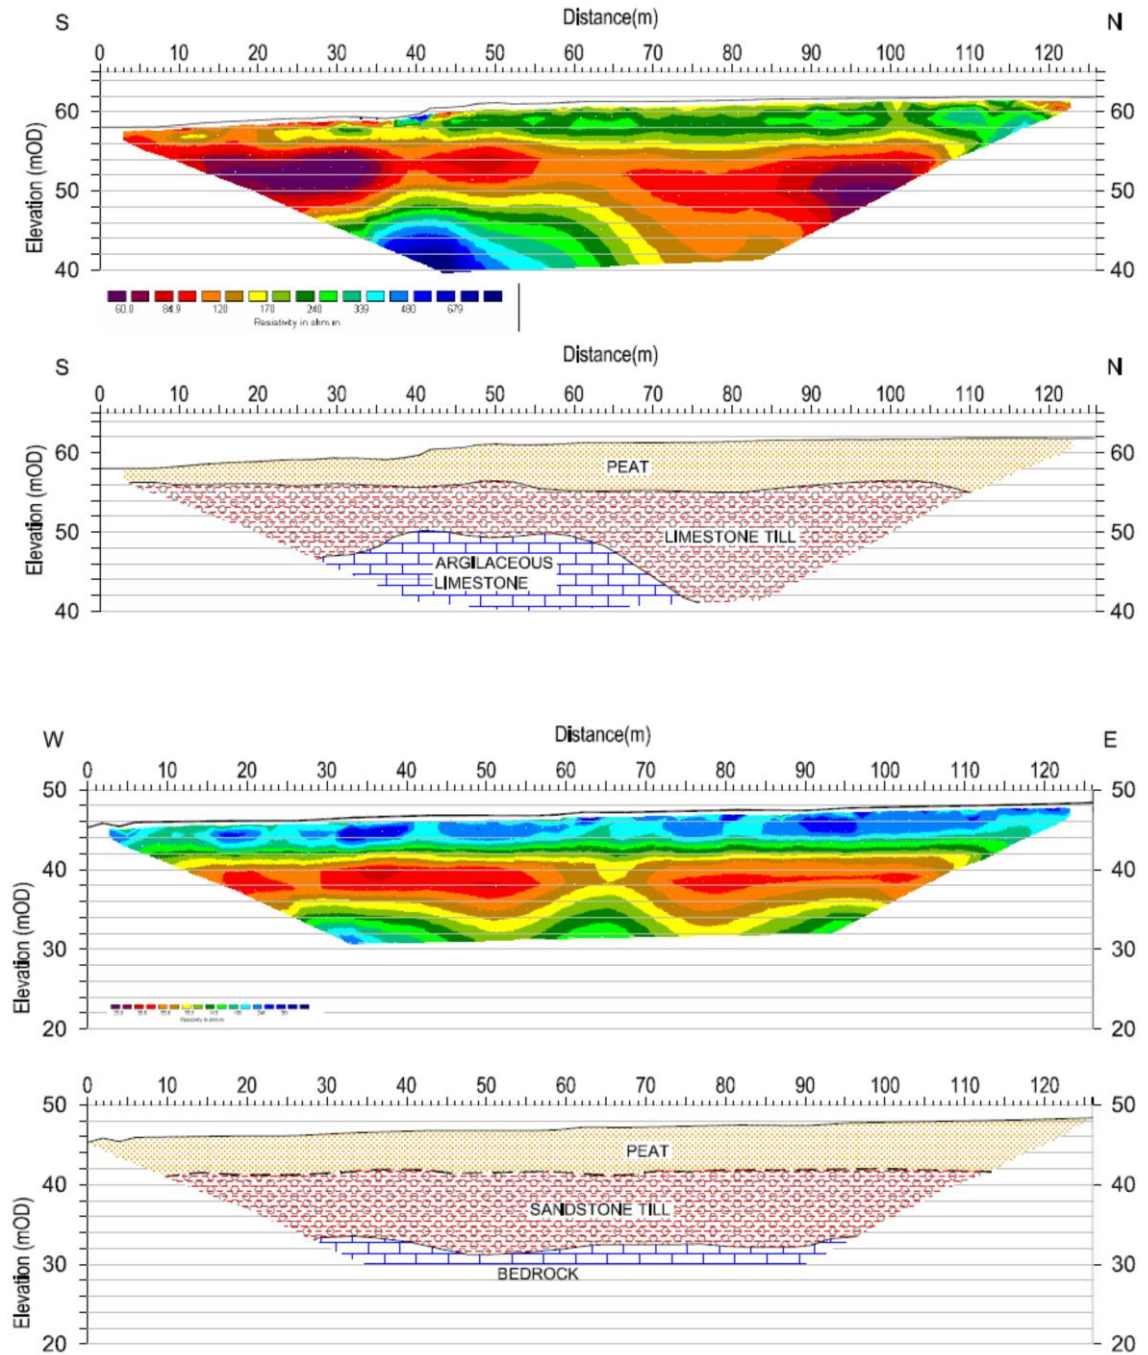 S Distance(m) N
0 10 20 30 40 50 60 70 80 90 100 110 120
60 60
50 50
40 40
Elevation (mOD)
60.0 84.9 120 170 240 339 480 679
Resistivity in ohm.m
S Distance(m) N
0 10 20 30 40 50 60 70 80 90 100 110 120
60 60
50 50
40 40
Elevation (mOD)
PEAT
LIMESTONE TILL
ARGILACEOUS
LIMESTONE
W Distance(m) E
0 10 20 30 40 50 60 70 80 90 100 110 120
50 50
40 40
30 30
20 20
Elevation (mOD)
Resistivity in ohm.m
0 10 20 30 40 50 60 70 80 90 100 110 120
50 50
40 40
30 30
20 20
Elevation (mOD)
PEAT
SANDSTONE TILL
BEDROCK